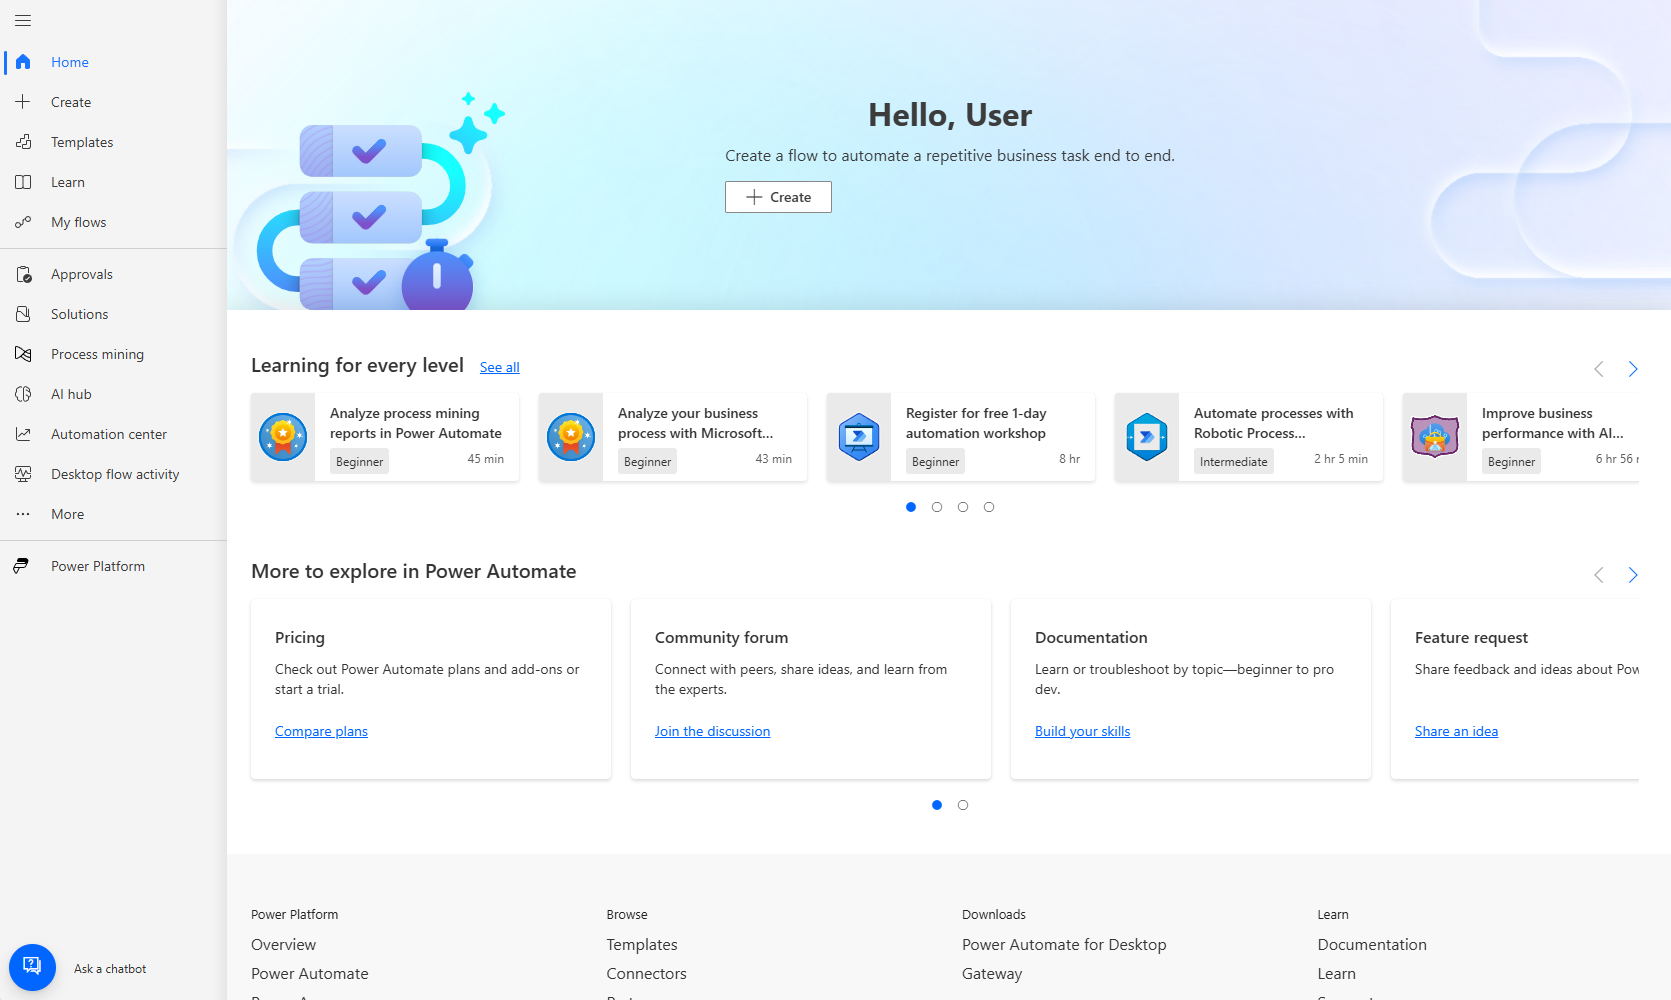 Home
Create
Templates
Learn
My flows
Approvals
Solutions
Process mining
AI hub
Automation center
Desktop flow activity
More
Power Platform
Ask a chatbot
Hello, User
Create a flow to automate a repetitive business task end to end.
Create
Learning for every level See all
Analyze process mining
reports in Power Automate
Beginner 45 min
Analyze your business
process with Microsoft...
Beginner 43 min
Register for free 1-day
automation workshop
Beginner 8 hr
Automate processes with
Robotic Process...
Intermediate 2 hr 5 min
Improve business
performance with AI...
Beginner 6 hr 56
More to explore in Power Automate
Pricing
Check out Power Automate plans and add-ons or
start a trial.
Compare plans
Community forum
Connect with peers, share ideas, and learn from
the experts.
Join the discussion
Documentation
Learn or troubleshoot by topic—beginner to pro
dev.
Build your skills
Feature request
Share feedback and ideas about
Share an idea
Power Platform
Overview
Power Automate
Browse
Templates
Connectors
Downloads
Power Automate for Desktop
Gateway
Learn
Documentation
Learn